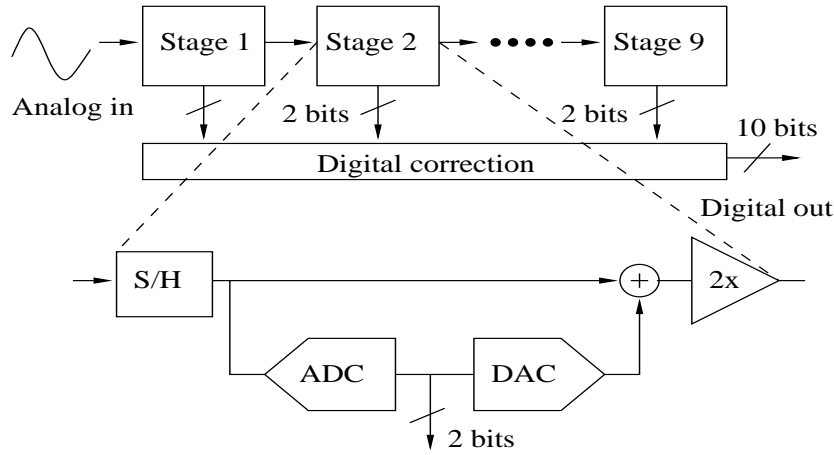 Stage 1
Stage 2
Stage 9
Analog in
2 bits
2 bits
10 bits
Digital correction
Digital out
S/H
+
2x
ADC
DAC
2 bits